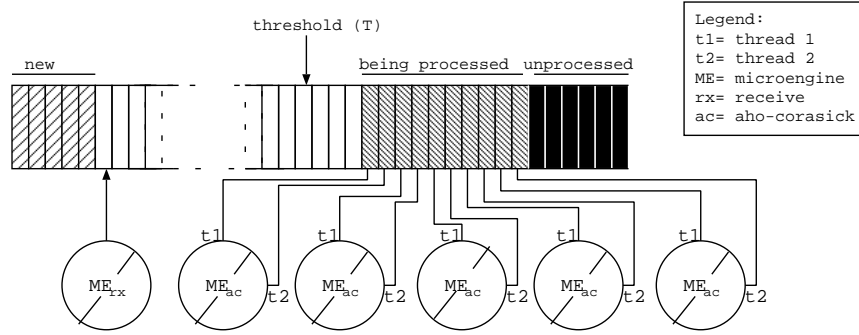 threshold (T)
new
being processed
unprocessed
Legend:
t1= thread 1
t2= thread 2
ME= microengine
rx= receive
ac= aho-corasick
t1
t1
t1
t1
t1
MErx
MEac
MEac
MEac
MEac
MEac
t2
t2
t2
t2
t2